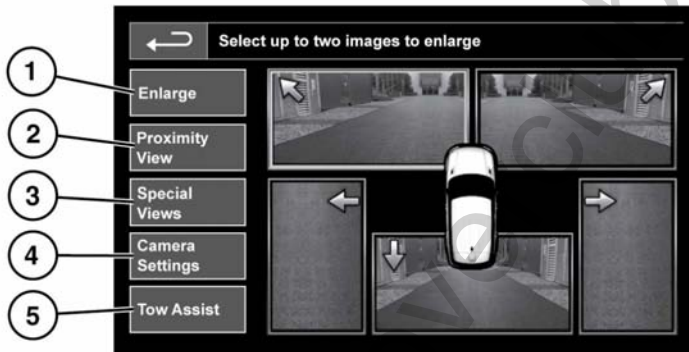 Select up to two images to enlarge
1
Enlarge
2
Proximity
View
3
Special
Views
4
Camera
Settings
5
Tow Assist